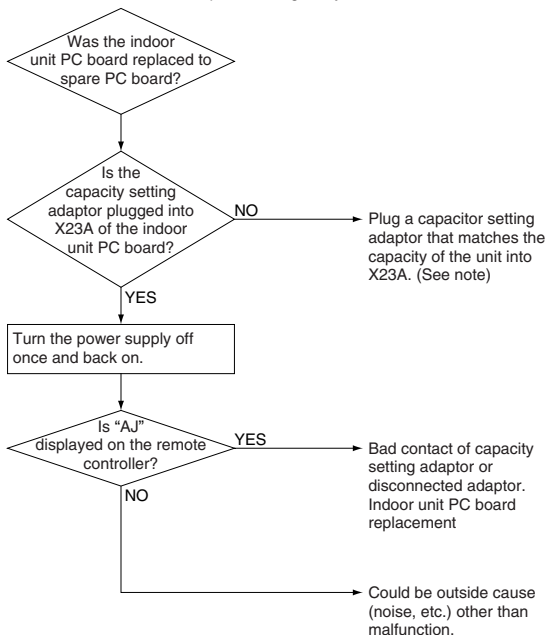 Was the indoor
unit PC board replaced to
spare PC board?
Is the
capacity setting
adaptor plugged into
X23A of the indoor
unit PC board?
NO
Plug a capacitor setting
adaptor that matches the
capacity of the unit into
X23A. (See note)
YES
Turn the power supply off
once and back on.
Is “AJ”
displayed on the remote
controller?
YES
Bad contact of capacity
setting adaptor or
disconnected adaptor.
Indoor unit PC board
replacement
NO
Could be outside cause
(noise, etc.) other than
malfunction.